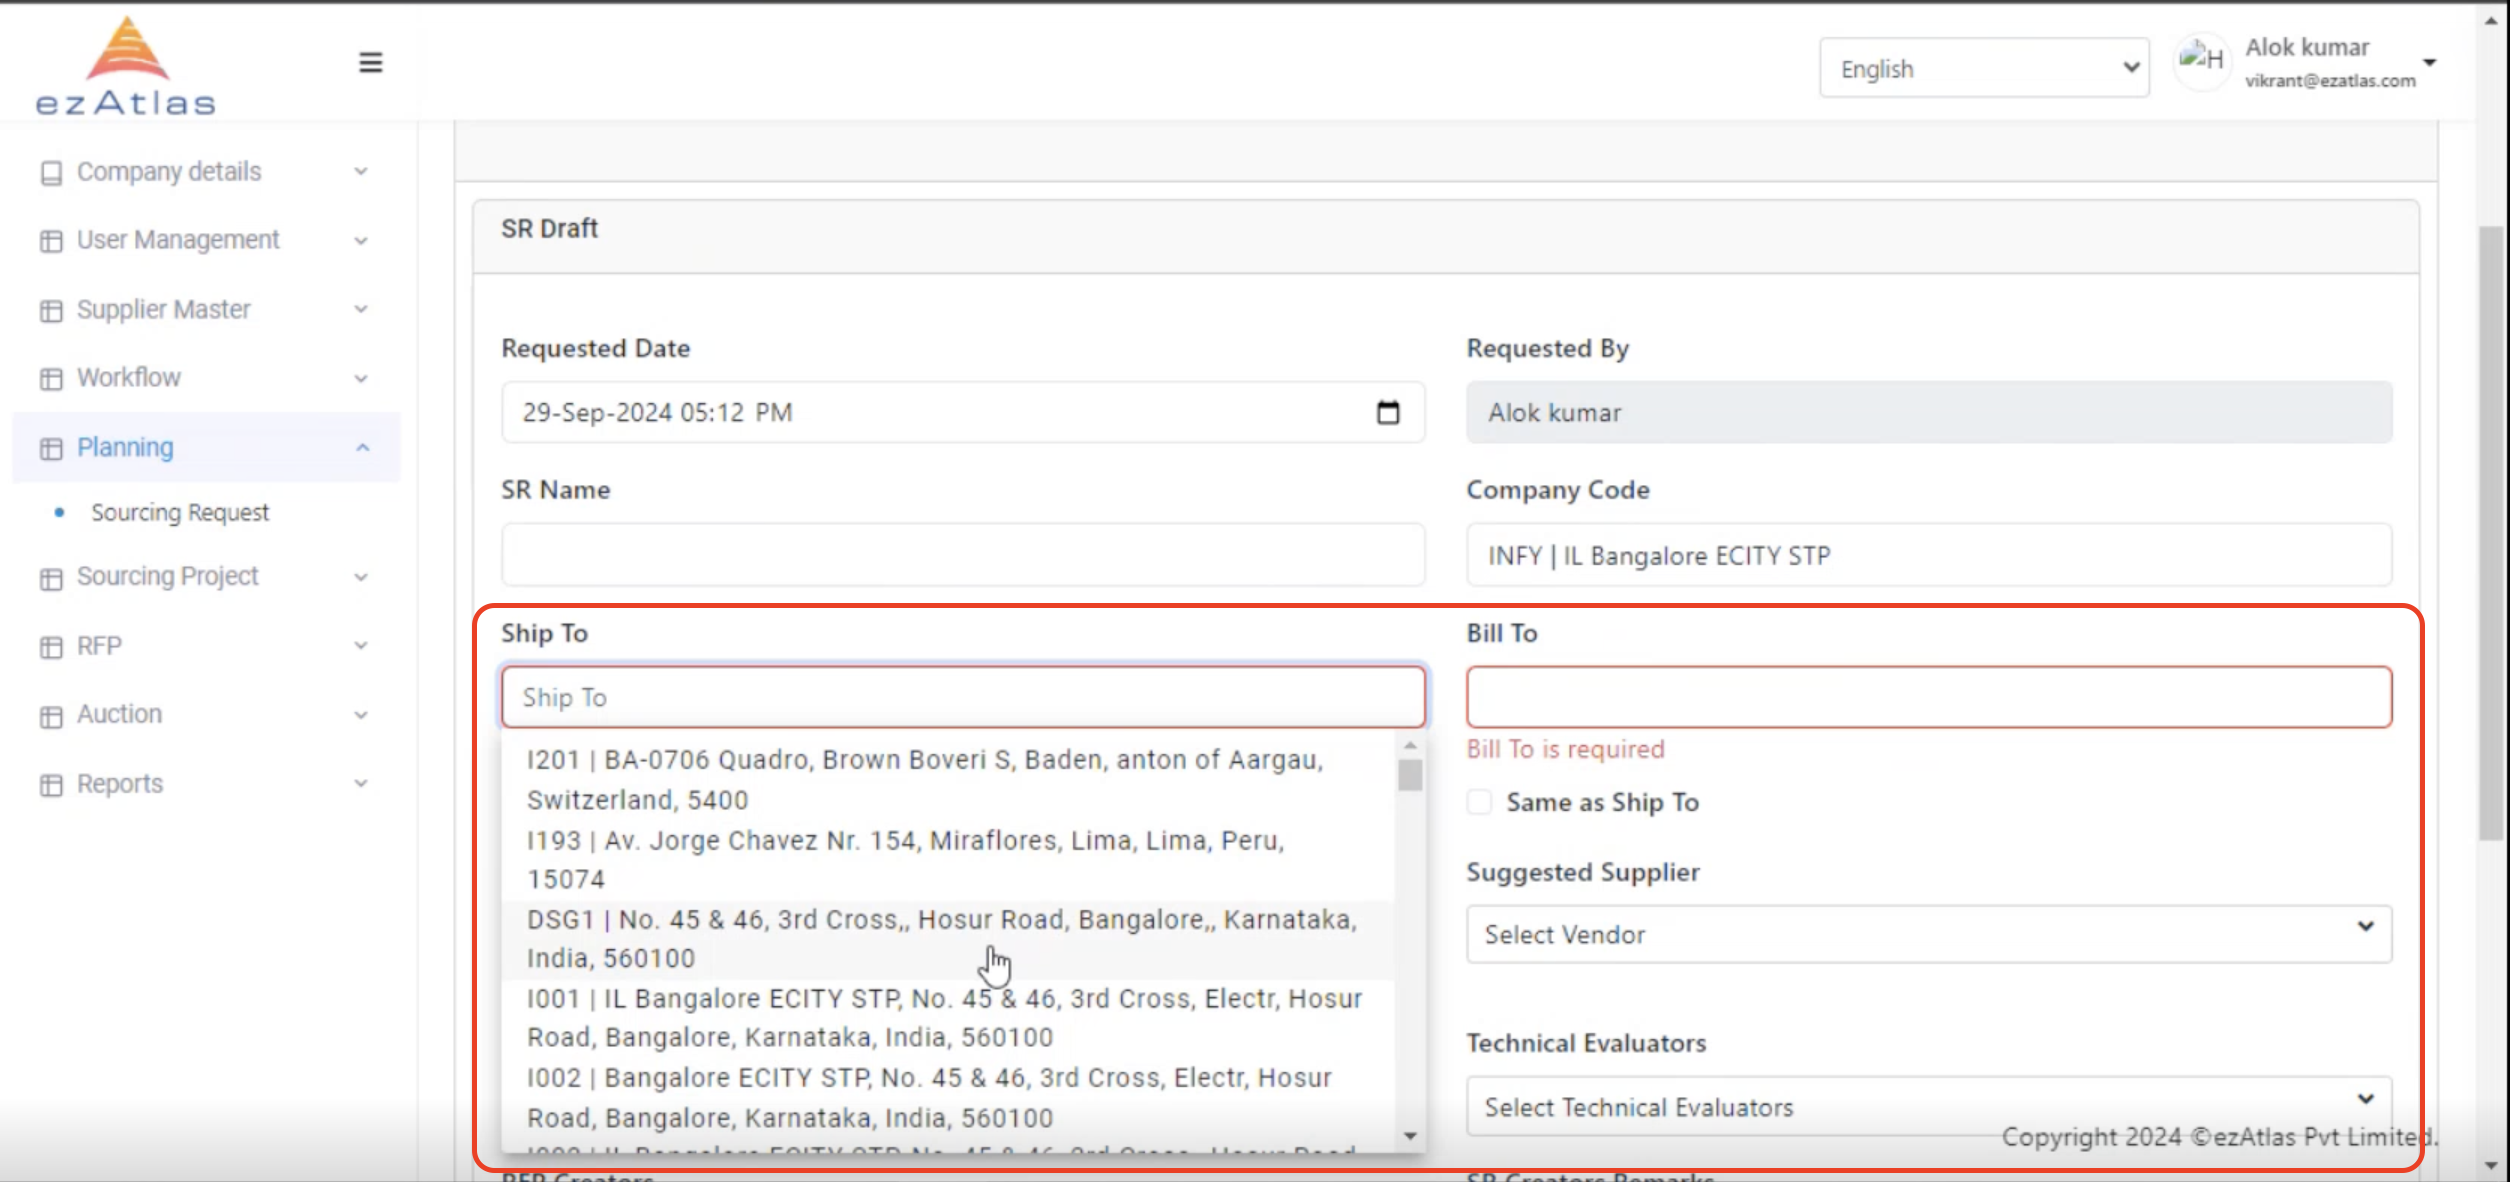 ezAtlas
English
H
Alok kumar
vikrant@ezatlas.com
Company details
User Management
Supplier Master
Workflow
Planning
Sourcing Request
Sourcing Project
RFP
Auction
Reports
SR Draft
Requested Date
29-Sep-2024 05:12 PM
Requested By
Alok kumar
SR Name
Company Code
INFY | IL Bangalore ECITY STP
Ship To
Ship To
I201 | BA-0706 Quadro, Brown Boveri S, Baden, anton of Aargau,
Switzerland, 5400
I193 | Av. Jorge Chavez Nr. 154, Miraflores, Lima, Lima, Peru,
15074
DSG1 | No. 45 & 46, 3rd Cross,, Hosur Road, Bangalore,, Karnataka,
India, 560100
I001 | IL Bangalore ECITY STP, No. 45 & 46, 3rd Cross, Electr, Hosur
Road, Bangalore, Karnataka, India, 560100
I002 | Bangalore ECITY STP, No. 45 & 46, 3rd Cross, Electr, Hosur
Road, Bangalore, Karnataka, India, 560100
Bill To
Bill To is required
Same as Ship To
Suggested Supplier
Select Vendor
Technical Evaluators
Select Technical Evaluators
Copyright 2024 ©ezAtlas Pvt Limited.
RFP Creators
SR Creators Remarks